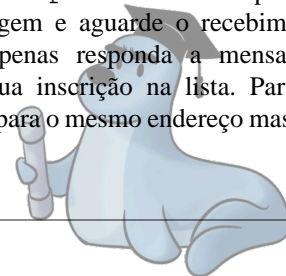 gem e aguarde o recebim
penas responda a mensa
ua inscrição na lista. Par
para o mesmo endereço mas